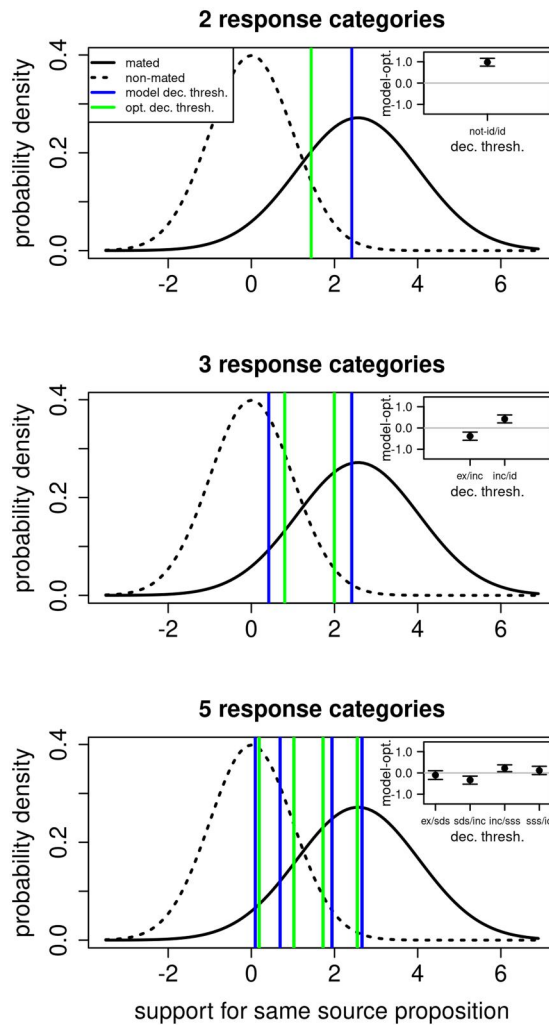 2 response categories
probability density
0.0
0.2
0.4
mated
non-mated
model dec. thresh.
opt. dec. thresh.
model-opt.
1.0
0.0
-1.0
not-id/id
dec. thresh.
-2
0
2
4
6
3 response categories
probability density
0.0
0.2
0.4
model-opt.
1.0
0.0
-1.0
ex/inc
inc/id
dec. thresh.
-2
0
2
4
6
5 response categories
probability density
0.0
0.2
0.4
model-opt.
1.0
0.0
-1.0
ex/sds
sds/inc
inc/sss
sss/id
dec. thresh.
-2
0
2
4
6
support for same source proposition